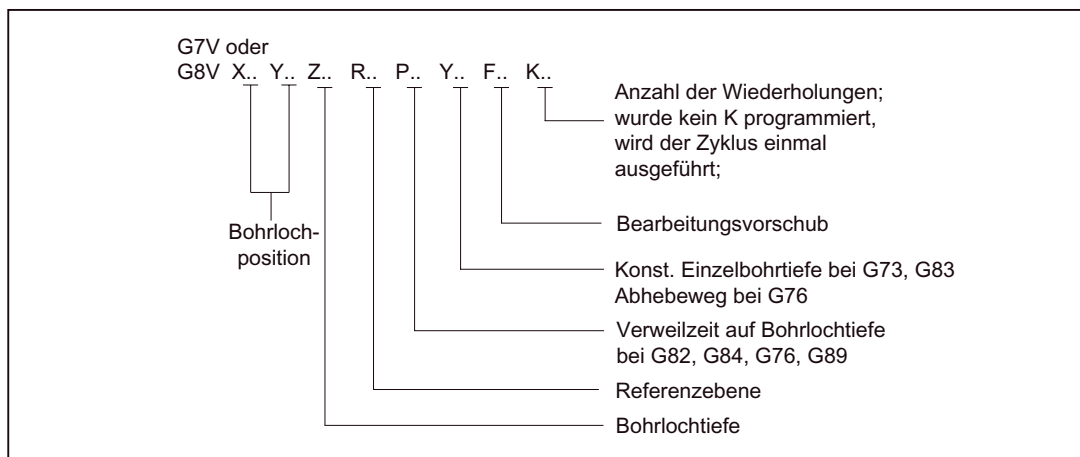 G7V oder
G8V X.. Y.. Z.. R.. P.. Y.. F.. K..
Anzahl der Wiederholungen;
wurde kein K programmiert,
wird der Zyklus einmal
ausgeführt;
Bearbeitungsvorschub
Bohrloch-
position
Konst. Einzelbohrtiefe bei G73, G83
Abhebeweg bei G76
Verweilzeit auf Bohrlochtiefe
bei G82, G84, G76, G89
Referenzebene
Bohrlochtiefe